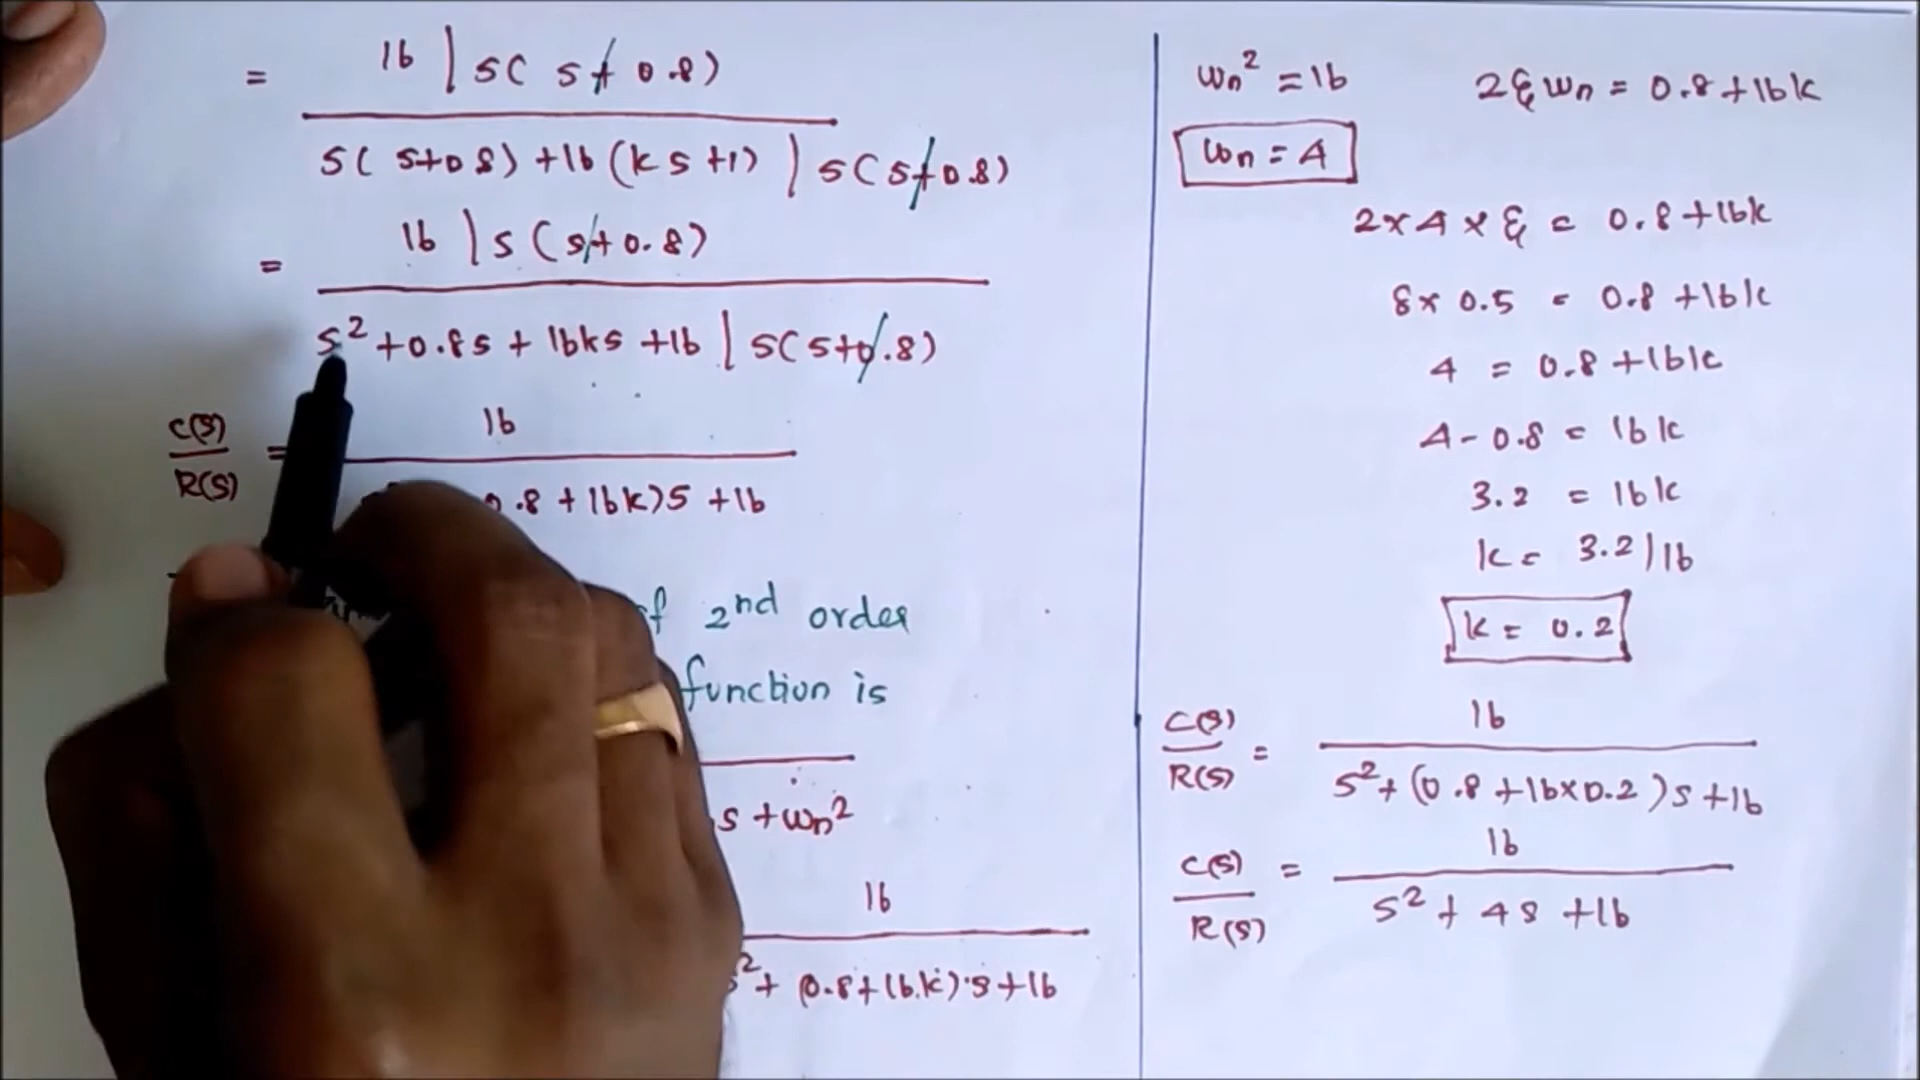 = 16 | s( s+ 0.8)
s( s+0 8) +16 (ks +1) | s(s+0.8)
= 16 | s (s+0.8)
s² +0.8s + 16ks +16 | s(s+0.8)
C(S) / R(S) = 16
0.8 + 16k)S +16
of 2nd order
function is
s +ωn²
16
s²+ (0.8+16.k)·s+16
ωn² =16
2ξωn = 0.8+16k
ωn = 4
2×4×ξ = 0.8+16k
8× 0.5 = 0.8 +16k
4 = 0.8 +16k
4-0.8 = 16k
3.2 = 16k
k= 3.2|16
k= 0.2
C(S) / R(S) = 16
s²+ (0.8 +16×0.2)s +16
C(S) / R(S) = 16
s²+ 4s +16